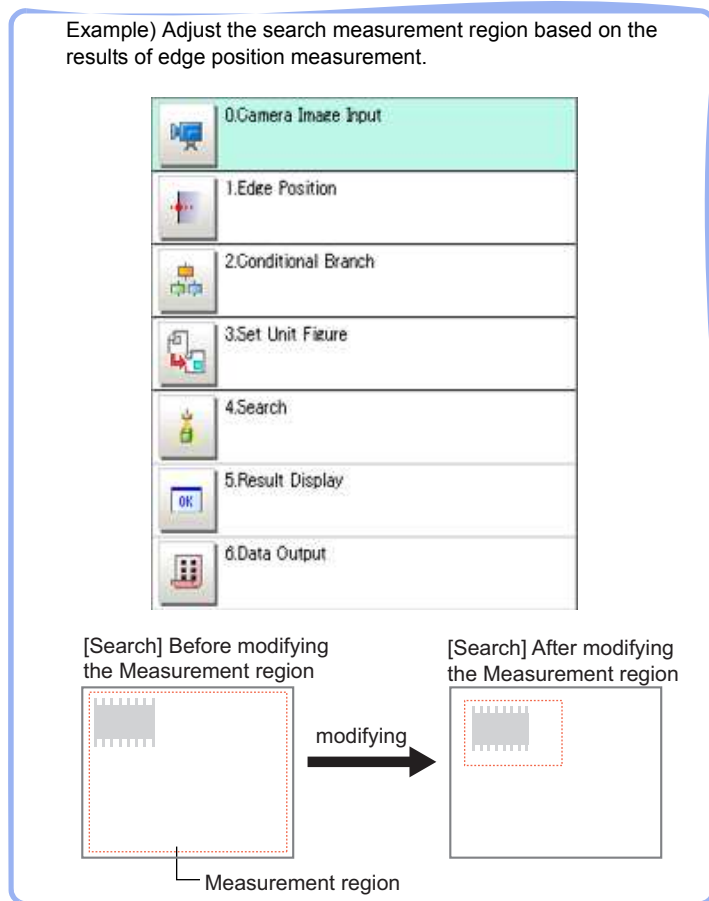 Example) Adjust the search measurement region based on the
results of edge position measurement.
0.Camera Image Input
1.Edge Position
2.Conditional Branch
3.Set Unit Figure
4.Search
5.Result Display
OK
6.Data Output
[Search] Before modifying
the Measurement region
[Search] After modifying
the Measurement region
modifying
Measurement region